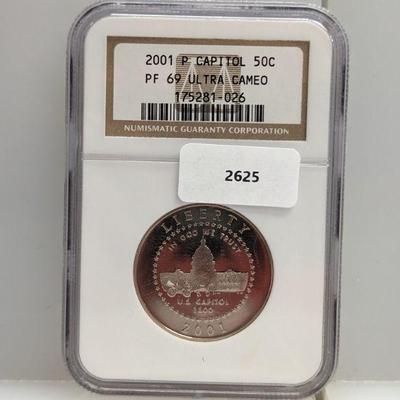 2001 P CAPITOL 50C
PF 69 ULTRA CAMEO
175281-026
NUMISMATIC GUARANTY CORPORATION
2625
LIBERTY
IN GOD WE TRUST
U.S. CAPITOL
1800
2001